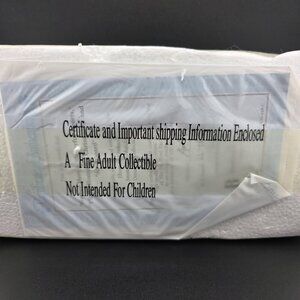 Certificate and Important shipping Information Enclosed
A Fine Adult Collectible
Not Intended For Children